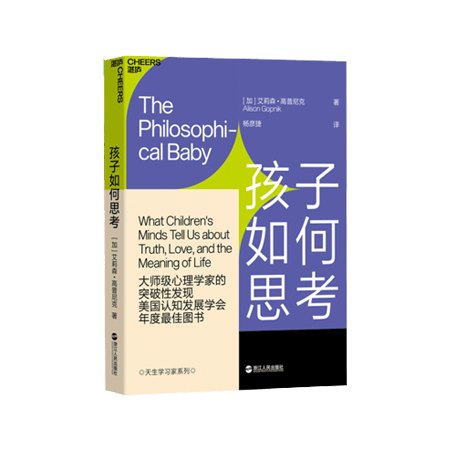 CHEERS
湛庐
孩子如何思考
[加]艾莉森·高普尼克 著
CHEERS
湛庐
The
Philosophi-
cal Baby
[加]艾莉森·高普尼克 著
Alison Gopnik
杨彦捷 译
孩子
如何
思考
What Children's
Minds Tell Us about
Truth, Love, and the
Meaning of Life
大师级心理学家的
突破性发现
美国认知发展学会
年度最佳图书
◇天生学习家系列◇
浙江人民出版社